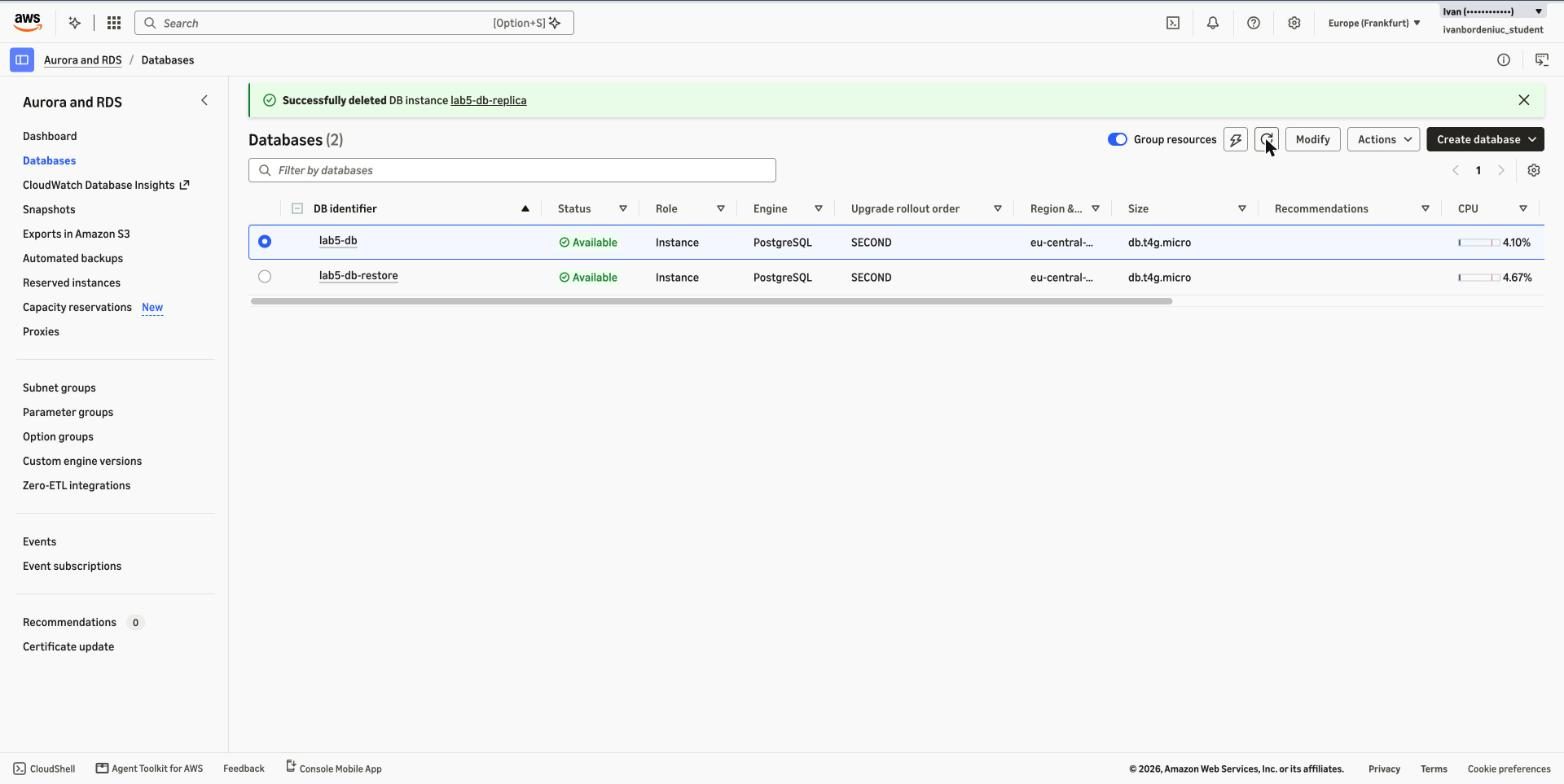 aws
Search [Option+S]
Europe (Frankfurt)
Ivan (••••••••••••)
ivanbordeniuc_student
Aurora and RDS / Databases
Aurora and RDS
Dashboard
Databases
CloudWatch Database Insights
Snapshots
Exports in Amazon S3
Automated backups
Reserved instances
Capacity reservations New
Proxies
Subnet groups
Parameter groups
Option groups
Custom engine versions
Zero-ETL integrations
Events
Event subscriptions
Recommendations 0
Certificate update
Successfully deleted DB instance lab5-db-replica
Databases (2)
Group resources Modify Actions Create database
Filter by databases
1
DB identifier Status Role Engine Upgrade rollout order Region &... Size Recommendations CPU
lab5-db Available Instance PostgreSQL SECOND eu-central-... db.t4g.micro 4.10%
lab5-db-restore Available Instance PostgreSQL SECOND eu-central-... db.t4g.micro 4.67%
CloudShell Agent Toolkit for AWS Feedback Console Mobile App © 2026, Amazon Web Services, Inc. or its affiliates. Privacy Terms Cookie preferences